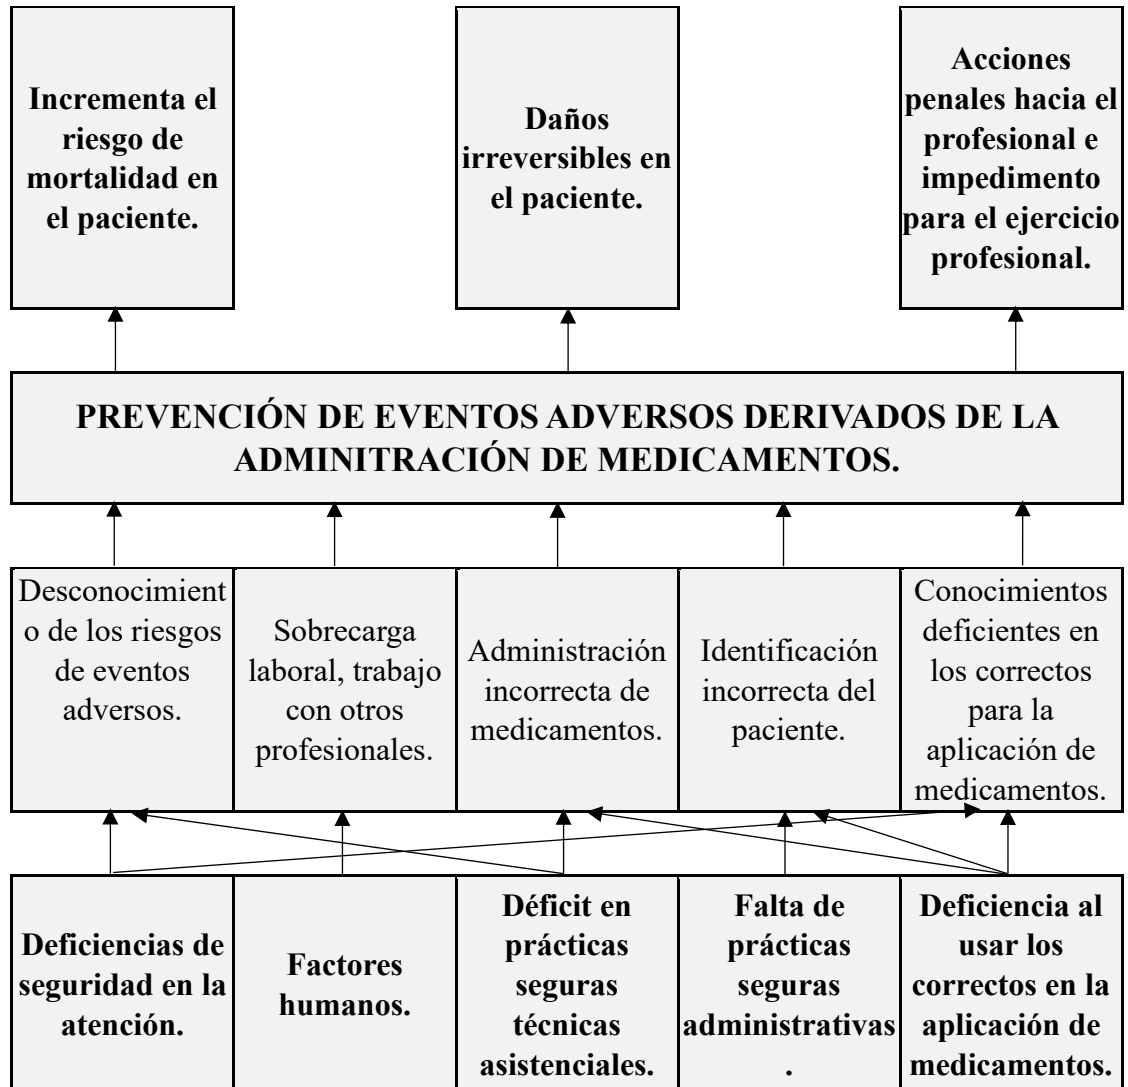 Incrementa el
riesgo de
mortalidad en
el paciente.
Daños
irreversibles en
el paciente.
Acciones
penales hacia el
profesional e
impedimento
para el ejercicio
profesional.
PREVENCIÓN DE EVENTOS ADVERSOS DERIVADOS DE LA
ADMINITRACIÓN DE MEDICAMENTOS.
Desconocimient
o de los riesgos
de eventos
adversos.
Sobrecarga
laboral, trabajo
con otros
profesionales.
Administración
incorrecta de
medicamentos.
Identificación
incorrecta del
paciente.
Conocimientos
deficientes en
los correctos
para la
aplicación de
medicamentos.
Deficiencias de
seguridad en la
atención.
Factores
humanos.
Déficit en
prácticas
seguras
técnicas
asistenciales.
Falta de
prácticas
seguras
administrativas
.
Deficiencia al
usar los
correctos en la
aplicación de
medicamentos.